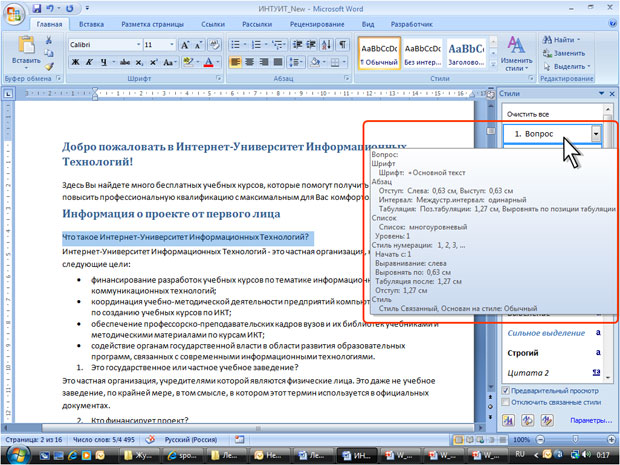 ИНТУИТ_New - Microsoft Word
Главная Вставка Разметка страницы Ссылки Рассылки Рецензирование Вид Разработчик
Calibri 11
Вставить
AaBbCcDc AaBbCcDc AaBbCc
¶ Обычный Без интер... Заголово...
Изменить стили
Найти
Заменить
Выделить
Буфер обмена Шрифт Абзац Стили Редактирование
Стили
Очистить все
1. Вопрос
Добро пожаловать в Интернет-Университет Информационных
Технологий!
Здесь Вы найдете много бесплатных учебных курсов, которые помогут получить
повысить профессиональную квалификацию с максимальным для Вас комфорто
Информация о проекте от первого лица
Что такое Интернет-Университет Информационных Технологий?
Интернет-Университет Информационных Технологий - это частная организация,
следующие цели:
• финансирование разработок учебных курсов по тематике информационно
коммуникационных технологий;
• координация учебно-методической деятельности предприятий компьют
по созданию учебных курсов по ИКТ;
• обеспечение профессорско-преподавательских кадров вузов и их библиотек учебниками и
методическими материалами по курсам ИКТ;
• содействие органам государственной власти в области развития образовательных
программ, связанных с современными информационными технологиями.
1. Это государственное или частное учебное заведение?
Это частная организация, учредителями которой являются физические лица. Это даже не учебное
заведение, по крайней мере, в том смысле, в котором этот термин используется в официальных
документах.
2. Кто финансирует проект?
Вопрос:
Шрифт
Шрифт: +Основной текст
Абзац
Отступ: Слева: 0,63 см, Выступ: 0,63 см
Интервал: Междустр.интервал: одинарный
Табуляция: Поз.табуляции: 1,27 см, Выровнять по позиции табуляции
Список
Список: многоуровневый
Уровень: 1
Стиль нумерации: 1, 2, 3, ...
Начать с: 1
Выравнивание: слева
Выровнять по: 0,63 см
Табуляция после: 1,27 см
Отступ: 1,27 см
Стиль
Стиль Связанный, Основан на стиле: Обычный
Сильное выделение a
Строгий a
Цитата 2 ¶a
Предварительный просмотр
Отключить связанные стили
Параметры...
Страница: 2 из 16 Число слов: 5/4 495 Русский (Россия) 100%
Жу... spo... Ле... Не... Ле... ИН... W_... W_... W_... RU 0:17